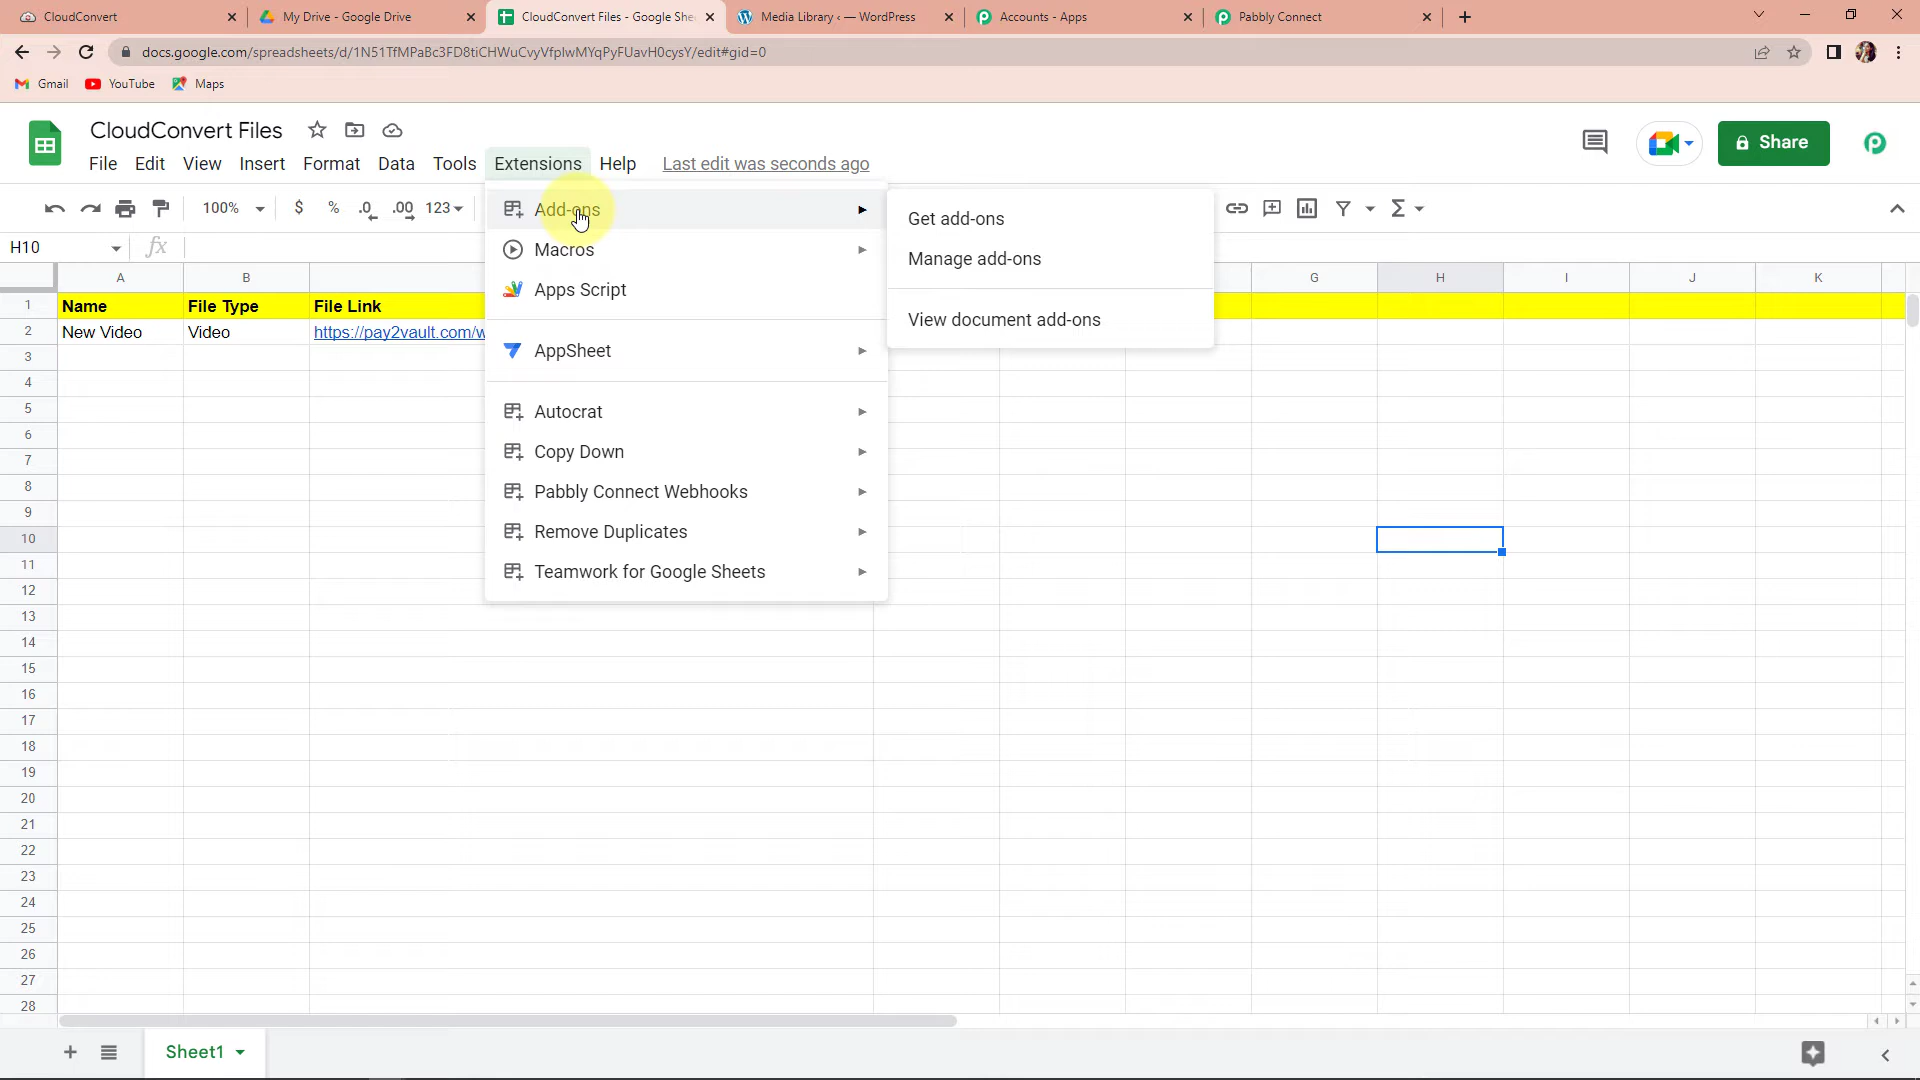 CloudConvert
My Drive - Google Drive
CloudConvert Files - Google She
Media Library ‹ — WordPress
Accounts - Apps
Pabbly Connect
docs.google.com/spreadsheets/d/1N51TfMPaBc3FD8tiCHWuCvyVfpIwMYqPyFUavH0cysY/edit#gid=0
Gmail
YouTube
Maps
CloudConvert Files
File Edit View Insert Format Data Tools Extensions Help Last edit was seconds ago
Share
100% $ % .0 .00 123
Add-ons
Macros
Apps Script
AppSheet
Autocrat
Copy Down
Pabbly Connect Webhooks
Remove Duplicates
Teamwork for Google Sheets
Get add-ons
Manage add-ons
View document add-ons
H10 fx
A B G H I J K
1 Name File Type File Link
2 New Video Video https://pay2vault.com/w
3
4
5
6
7
8
9
10
11
12
13
14
15
16
17
18
19
20
21
22
23
24
25
26
27
28
Sheet1